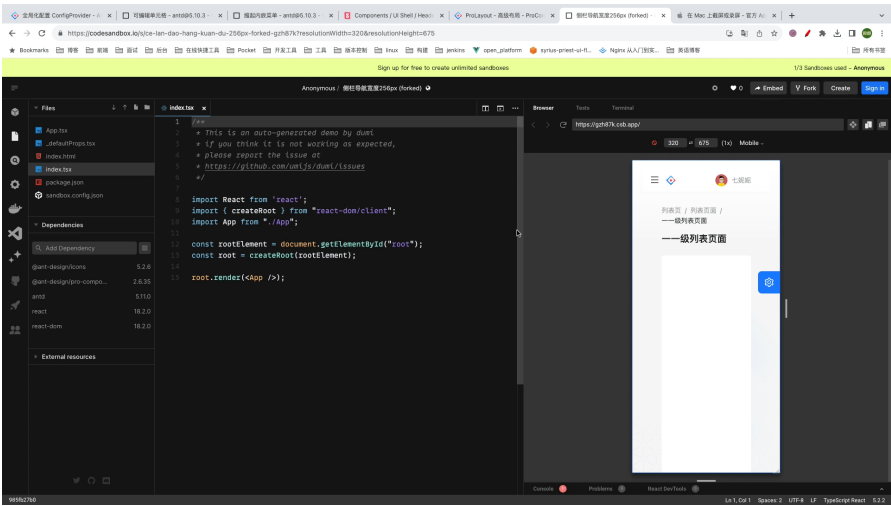 全局化配置 ConfigProvider - A
可编辑单元格 - antd@5.10.3 -
缩起内嵌菜单 - antd@5.10.3 -
Components / UI Shell / Head
ProLayout - 高级布局 - ProCo
侧栏导航宽度256px (forked) -
在 Mac 上截屏或录屏 - 官方 A
https://codesandbox.io/s/ce-lan-dao-hang-kuan-du-256px-forked-gzh87k?resolutionWidth=320&resolutionHeight=675
Bookmarks 博客 前端 面试 后台 在线快捷工具 Pocket 开发工具 工具 版本控制 linux 构建 jenkins open_platform syrius-priest-ui-fl... Nginx 从入门到实... 英语博客 所有书签
Sign up for free to create unlimited sandboxes
1/3 Sandboxes used – Anonymous
Anonymous / 侧栏导航宽度256px (forked)
0 Embed Fork Create Sign in
Files
App.tsx
_defaultProps.tsx
index.html
index.tsx
package.json
sandbox.config.json
Dependencies
Add Dependency
@ant-design/icons 5.2.6
@ant-design/pro-compo... 2.6.35
antd 5.11.0
react 18.2.0
react-dom 18.2.0
External resources
index.tsx x
1 /**
2 * This is an auto-generated demo by dumi
3 * if you think it is not working as expected,
4 * please report the issue at
5 * https://github.com/umijs/dumi/issues
6 */
7
8 import React from 'react';
9 import { createRoot } from "react-dom/client";
10 import App from "./App";
11
12 const rootElement = document.getElementById("root");
13 const root = createRoot(rootElement);
14
15 root.render(<App />);
Browser Tests Terminal
https://gzh87k.csb.app/
320 675 (1x) Mobile
七妮妮
列表页 / 列表页面 /
一一级列表页面
一一级列表页面
Console Problems React DevTools
985fb27b0
Ln 1, Col 1 Spaces: 2 UTF-8 LF TypeScript React 5.2.2